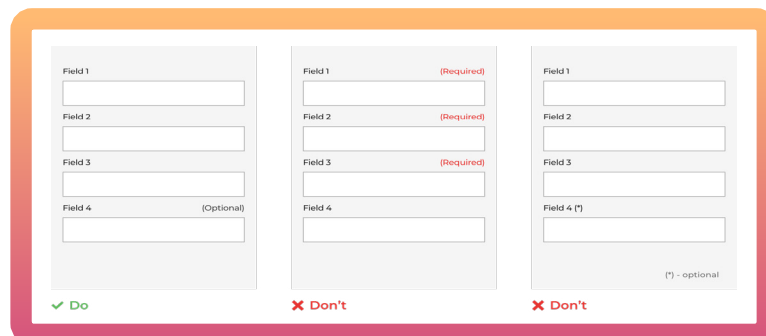 Field 1
Field 2
Field 3
Field 4 (Optional)
Do
Field 1 (Required)
Field 2 (Required)
Field 3 (Required)
Field 4
Don't
Field 1
Field 2
Field 3
Field 4 (*)
(*) - optional
Don't